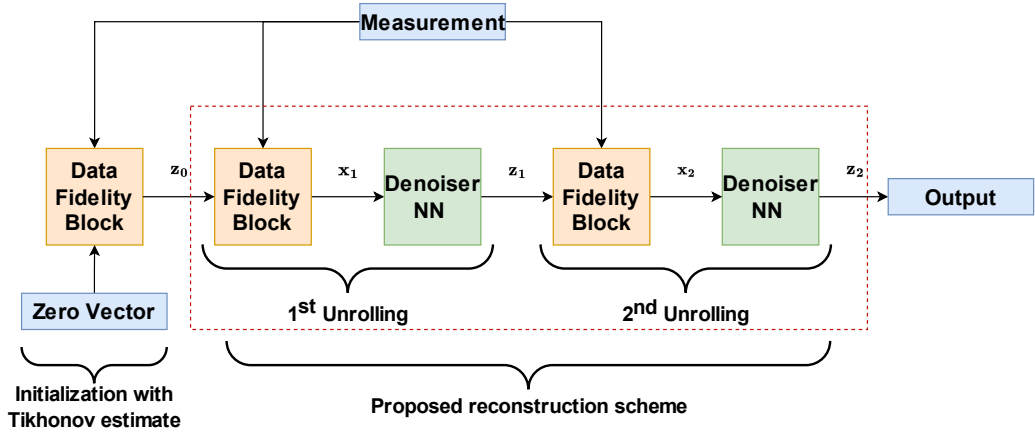 Measurement
Data
Fidelity
Block
z₀
Data
Fidelity
Block
x₁
Denoiser
NN
z₁
Data
Fidelity
Block
x₂
Denoiser
NN
z₂
Output
Zero Vector
1st Unrolling
2nd Unrolling
Initialization with
Tikhonov estimate
Proposed reconstruction scheme